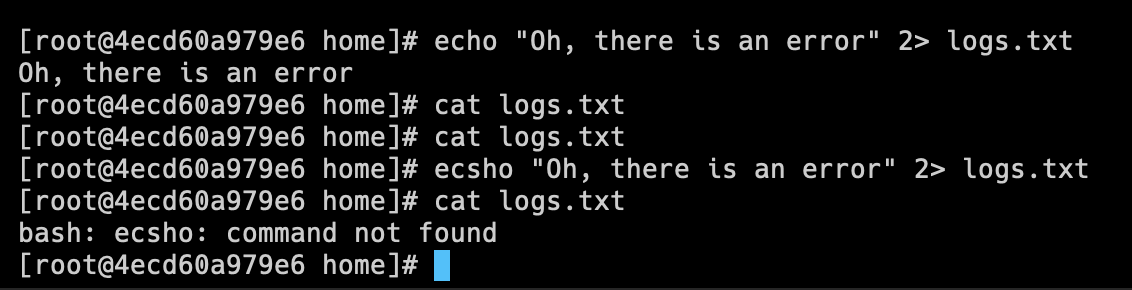 [root@4ecd60a979e6 home]# echo "Oh, there is an error" 2> logs.txt
Oh, there is an error
[root@4ecd60a979e6 home]# cat logs.txt
[root@4ecd60a979e6 home]# cat logs.txt
[root@4ecd60a979e6 home]# ecsho "Oh, there is an error" 2> logs.txt
[root@4ecd60a979e6 home]# cat logs.txt
bash: ecsho: command not found
[root@4ecd60a979e6 home]#